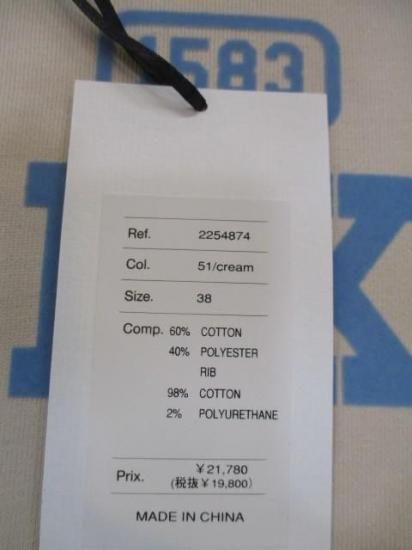 1583
K
Ref. 2254874
Col. 51/cream
Size. 38
Comp. 60% COTTON
40% POLYESTER
RIB
98% COTTON
2% POLYURETHANE
Prix. ￥21,780
(税抜￥19,800)
MADE IN CHINA